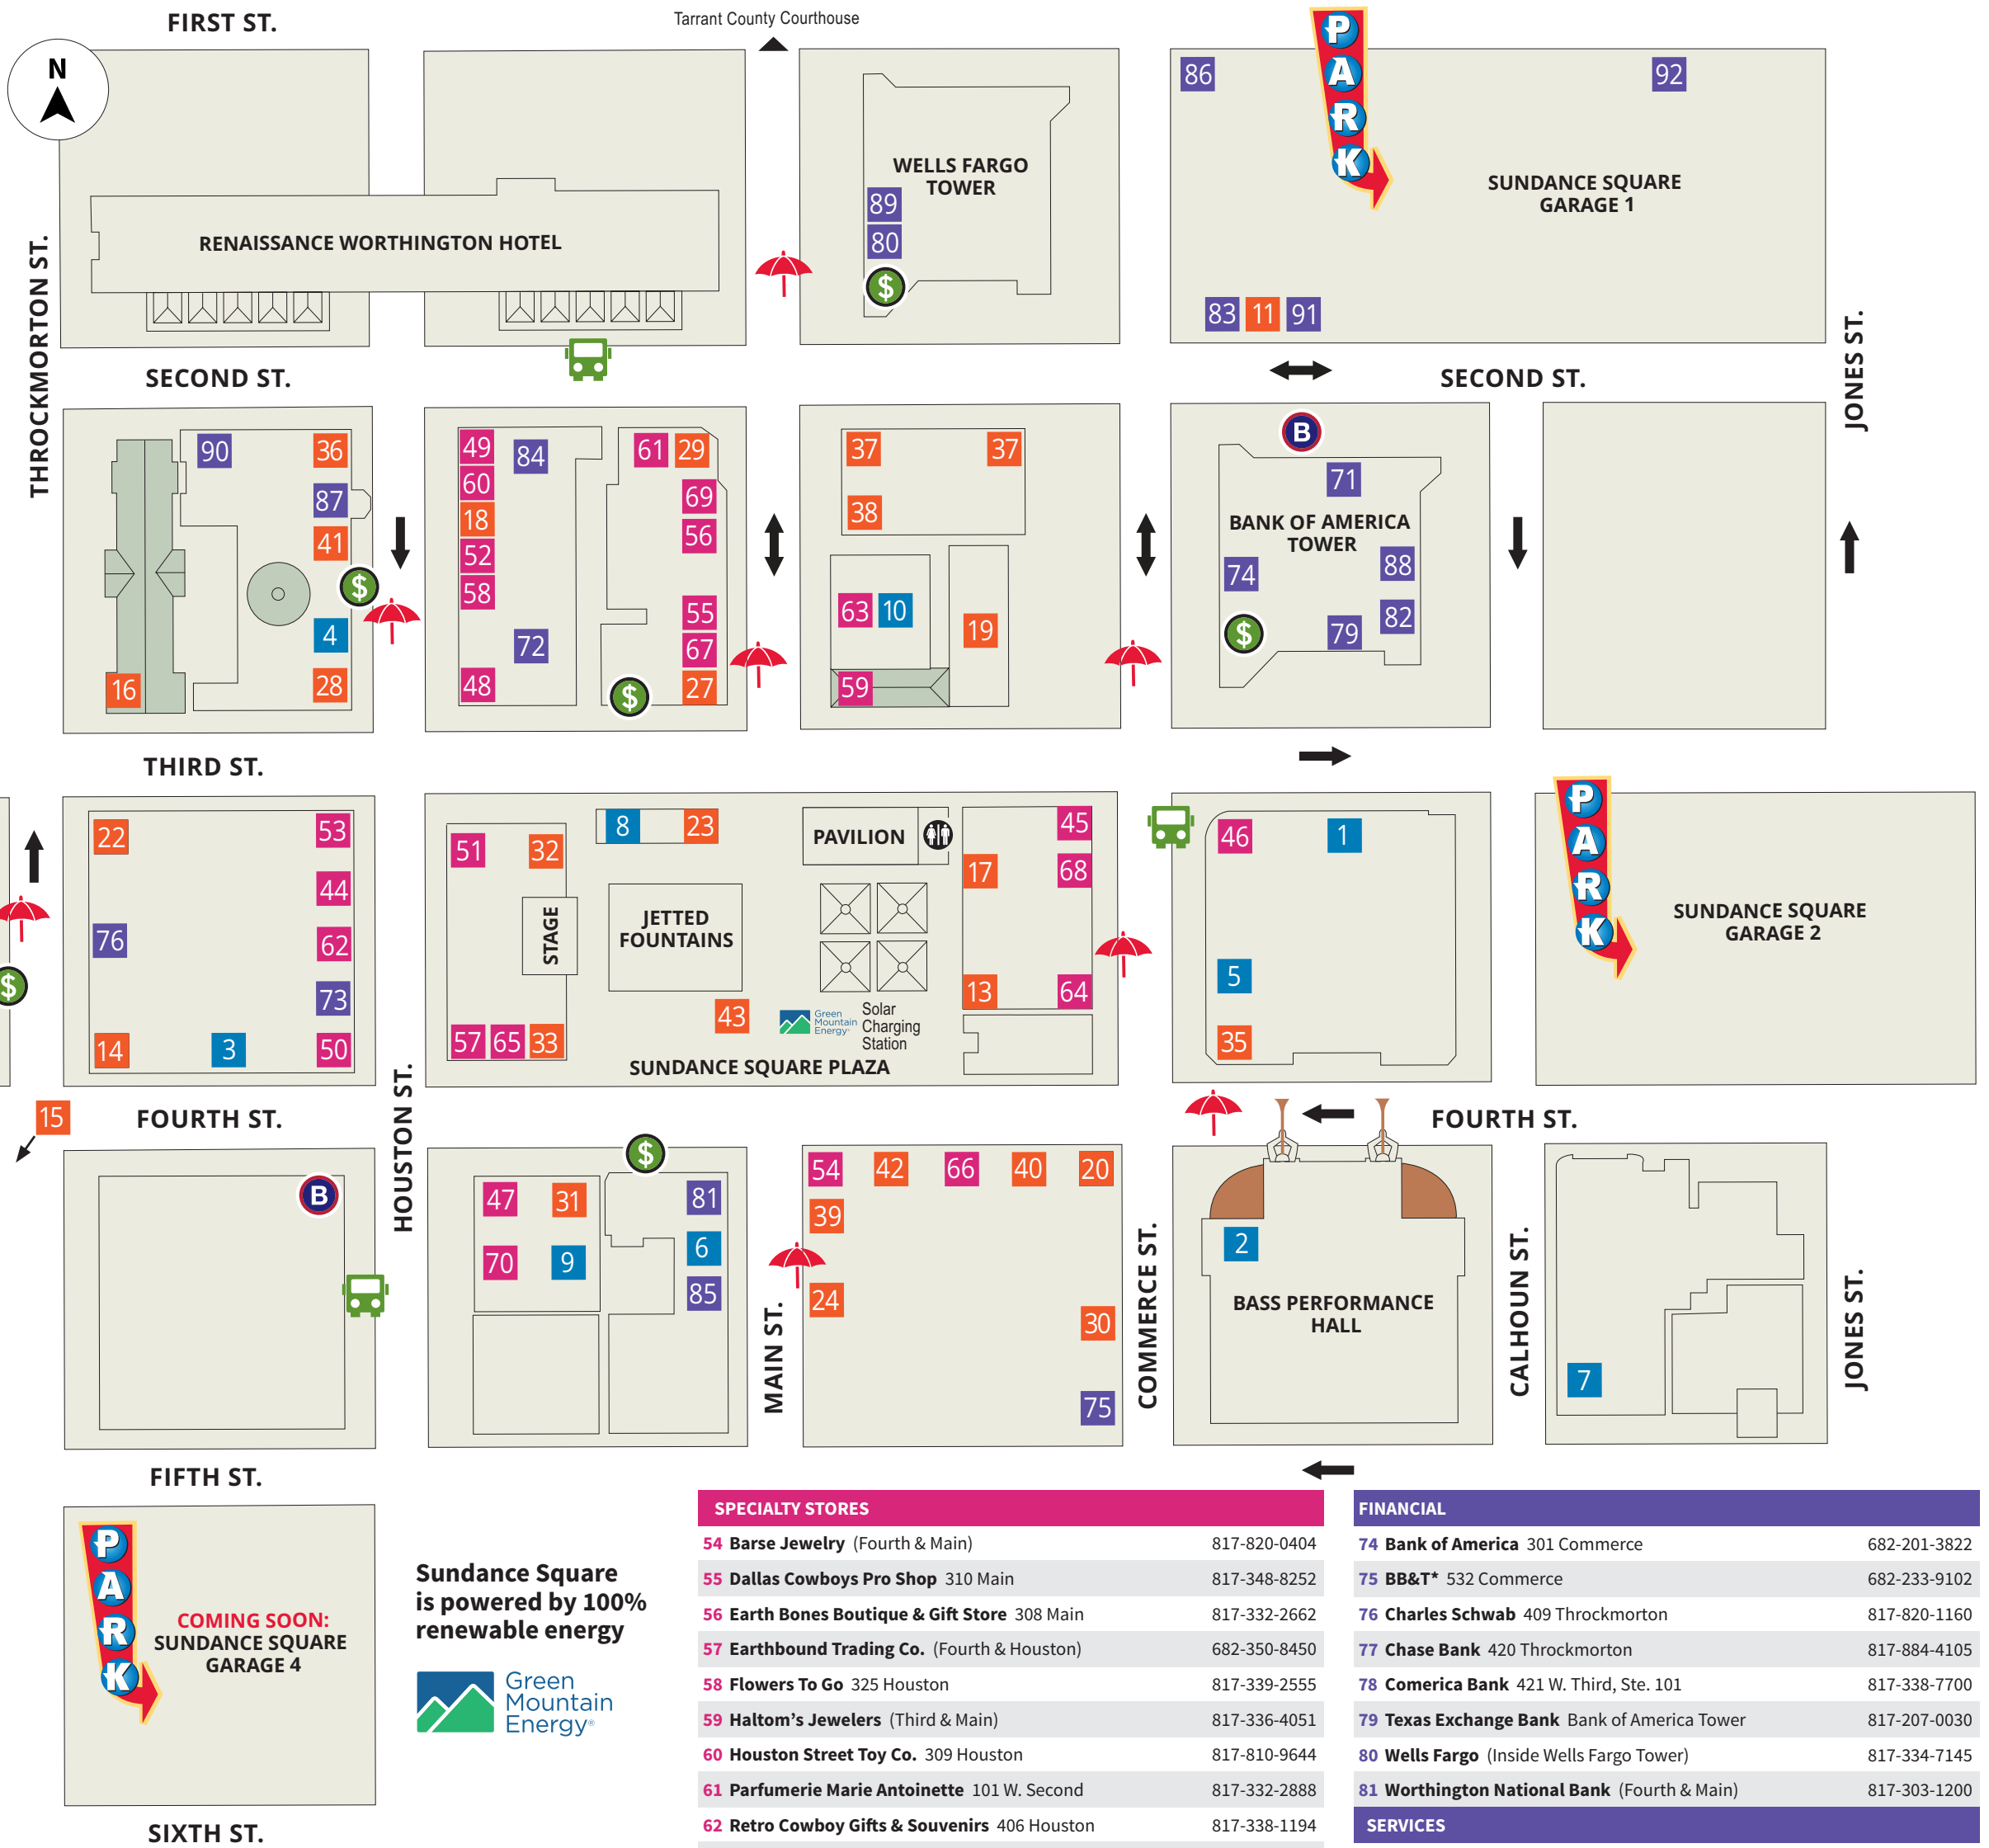 FIRST ST.
Tarrant County Courthouse
N
P
A
R
K
86
92
WELLS FARGO
TOWER
SUNDANCE SQUARE
GARAGE 1
89
80
$
RENAISSANCE WORTHINGTON HOTEL
THROCKMORTON ST.
83 11 91
JONES ST.
SECOND ST.
SECOND ST.
90
36
87
41
$
4
28
16
49
84
60
18
52
58
72
48
61 29
69
56
55
67
27
$
37
37
38
63 10
19
59
B
71
BANK OF AMERICA
TOWER
74
88
82
79
$
THIRD ST.
22
53
44
76
62
73
14
3
50
$
51
32
8
23
STAGE
JETTED
FOUNTAINS
PAVILION
45
17
68
13
64
43
Green
Mountain
Energy®
Solar
Charging
Station
57 65 33
SUNDANCE SQUARE PLAZA
46
1
5
35
P
A
R
K
SUNDANCE SQUARE
GARAGE 2
HOUSTON ST.
15
FOURTH ST.
FOURTH ST.
B
$
47
31
81
70
9
6
85
MAIN ST.
54
42
66
40
20
39
24
30
75
COMMERCE ST.
2
BASS PERFORMANCE
HALL
CALHOUN ST.
7
JONES ST.
FIFTH ST.
P
A
R
K
COMING SOON:
SUNDANCE SQUARE
GARAGE 4
SIXTH ST.
Sundance Square
is powered by 100%
renewable energy
Green
Mountain
Energy®
SPECIALTY STORES
54 Barse Jewelry (Fourth & Main) 817-820-0404
55 Dallas Cowboys Pro Shop 310 Main 817-348-8252
56 Earth Bones Boutique & Gift Store 308 Main 817-332-2662
57 Earthbound Trading Co. (Fourth & Houston) 682-350-8450
58 Flowers To Go 325 Houston 817-339-2555
59 Haltom's Jewelers (Third & Main) 817-336-4051
60 Houston Street Toy Co. 309 Houston 817-810-9644
61 Parfumerie Marie Antoinette 101 W. Second 817-332-2888
62 Retro Cowboy Gifts & Souvenirs 406 Houston 817-338-1194
FINANCIAL
74 Bank of America 301 Commerce 682-201-3822
75 BB&T* 532 Commerce 682-233-9102
76 Charles Schwab 409 Throckmorton 817-820-1160
77 Chase Bank 420 Throckmorton 817-884-4105
78 Comerica Bank 421 W. Third, Ste. 101 817-338-7700
79 Texas Exchange Bank Bank of America Tower 817-207-0030
80 Wells Fargo (Inside Wells Fargo Tower) 817-334-7145
81 Worthington National Bank (Fourth & Main) 817-303-1200
SERVICES